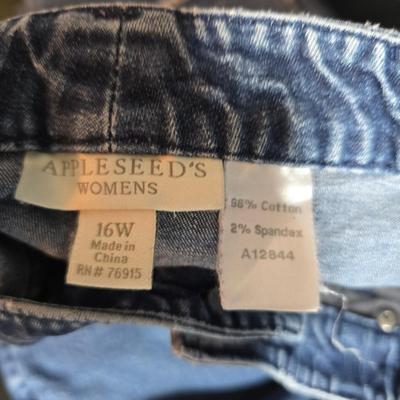 APPLESEED'S
WOMENS
16W
Made in
China
RN# 76915
98% Cotton
2% Spandex
A12844